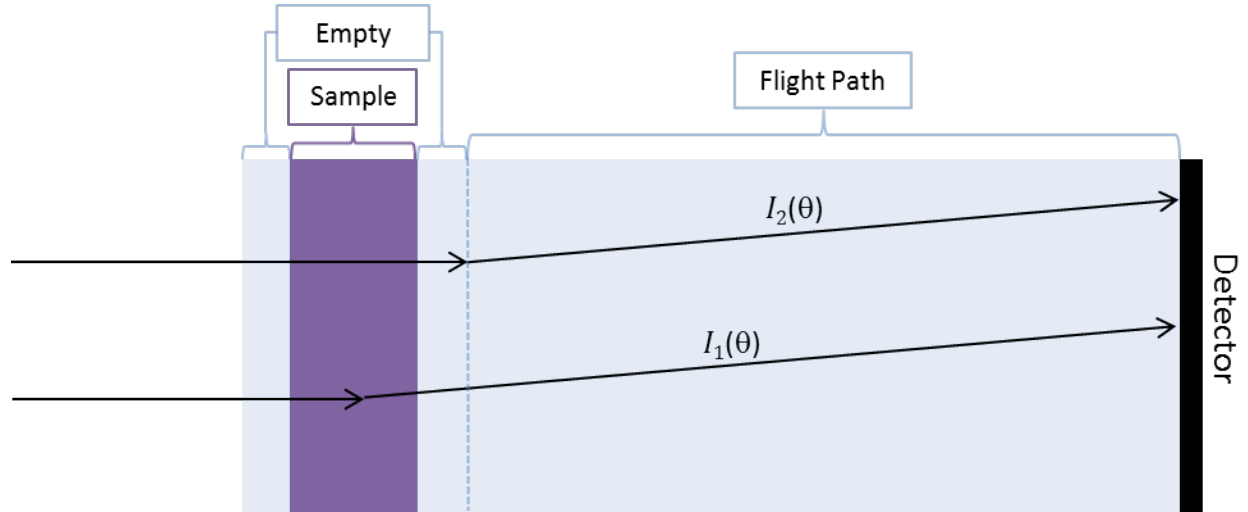 Empty
Sample
Flight Path
I₂(θ)
I₁(θ)
Detector